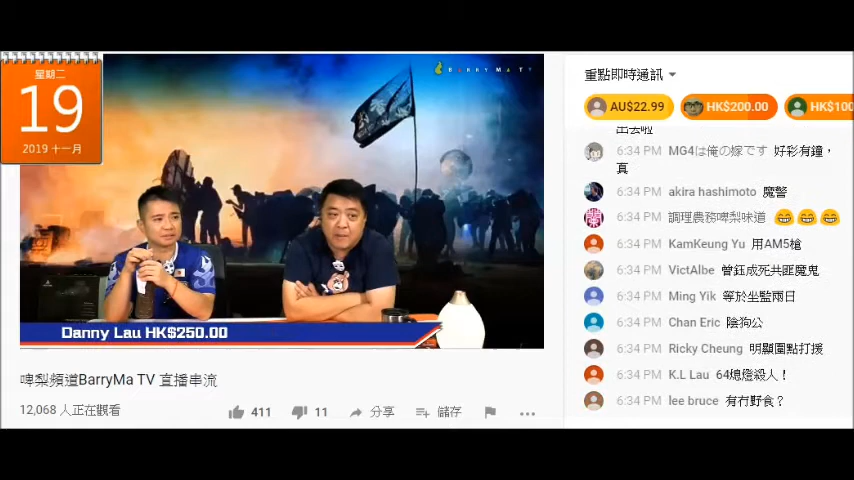 星期二
19
2019 十一月
BARRYMA TV
Danny Lau HK$250.00
啤梨頻道BarryMa TV 直播串流
12,068 人正在觀看
411
11
分享
儲存
重點即時通訊
AU$22.99
HK$200.00
HK$100
出去啦
6:34 PM MG4は俺の嫁です 好彩有鐘，
真
6:34 PM akira hashimoto 魔警
6:34 PM 調理農務啤梨味道 😁😁😁
6:34 PM KamKeung Yu 用AM5槍
6:34 PM VictAlbe 曾鈺成死共匪魔鬼
6:34 PM Ming Yik 等於坐監兩日
6:34 PM Chan Eric 陰狗公
6:34 PM Ricky Cheung 明顯圍點打援
6:34 PM K.L Lau 64熄燈殺人！
6:34 PM lee bruce 有冇野食？